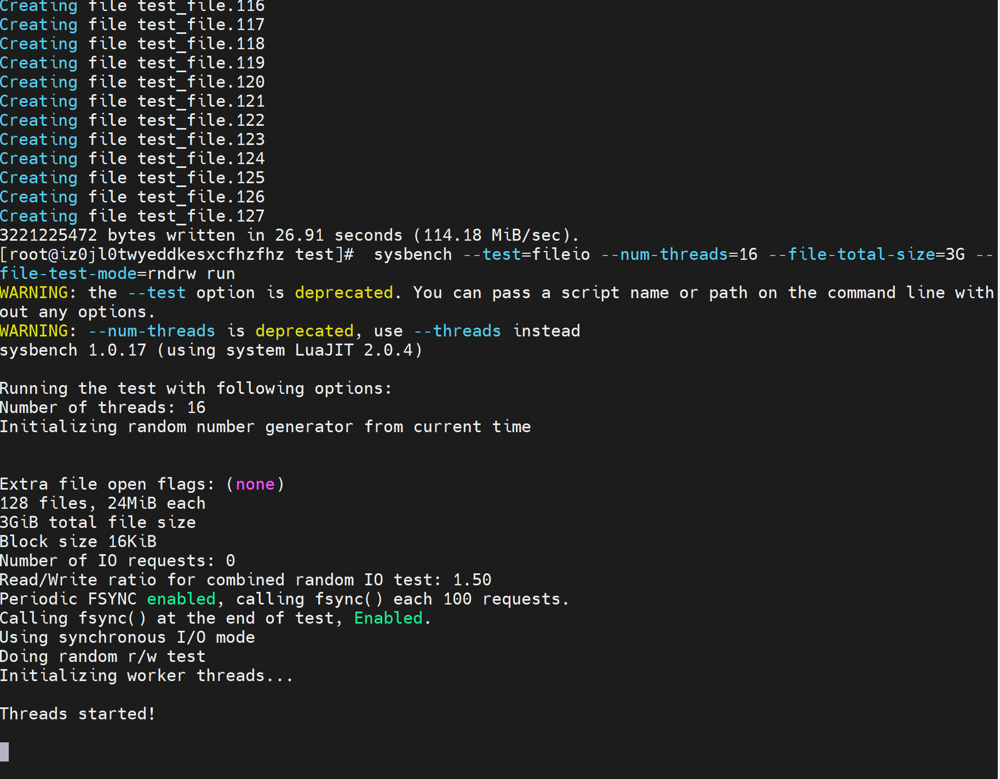 Creating file test_file.116
Creating file test_file.117
Creating file test_file.118
Creating file test_file.119
Creating file test_file.120
Creating file test_file.121
Creating file test_file.122
Creating file test_file.123
Creating file test_file.124
Creating file test_file.125
Creating file test_file.126
Creating file test_file.127
3221225472 bytes written in 26.91 seconds (114.18 MiB/sec).
[root@iz0jl0twyeddkesxcfhzfhz test]#  sysbench --test=fileio --num-threads=16 --file-total-size=3G --
file-test-mode=rndrw run
WARNING: the --test option is deprecated. You can pass a script name or path on the command line with
out any options.
WARNING: --num-threads is deprecated, use --threads instead
sysbench 1.0.17 (using system LuaJIT 2.0.4)
Running the test with following options:
Number of threads: 16
Initializing random number generator from current time
Extra file open flags: (none)
128 files, 24MiB each
3GiB total file size
Block size 16KiB
Number of IO requests: 0
Read/Write ratio for combined random IO test: 1.50
Periodic FSYNC enabled, calling fsync() each 100 requests.
Calling fsync() at the end of test, Enabled.
Using synchronous I/O mode
Doing random r/w test
Initializing worker threads...
Threads started!